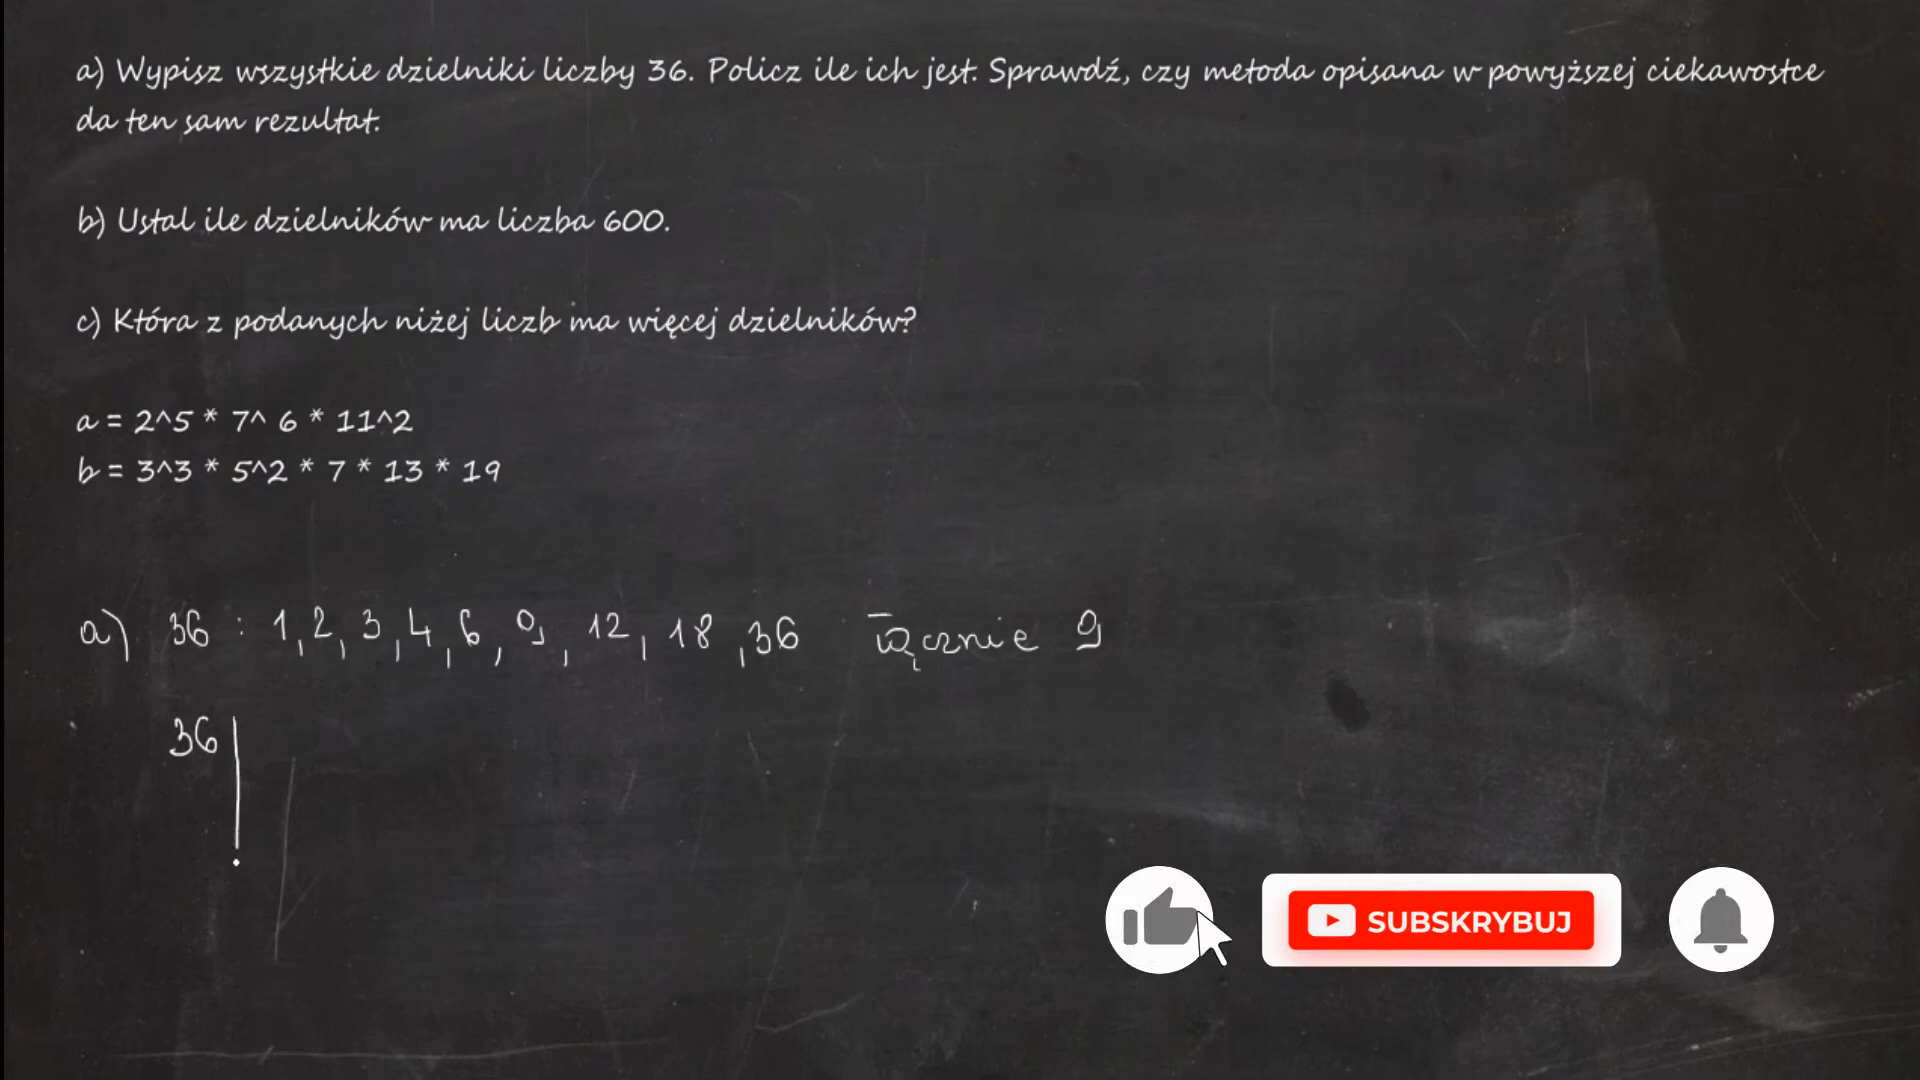 a) Wypisz wszystkie dzielniki liczby 36. Policz ile ich jest. Sprawdź, czy metoda opisana w powyższej ciekawostce
da ten sam rezultat.
b) Ustal ile dzielników ma liczba 600.
c) Która z podanych niżej liczb ma więcej dzielników?
a = 2^5 * 7^ 6 * 11^2
b = 3^3 * 5^2 * 7 * 13 * 19
a) 36 : 1, 2, 3, 4, 6, 9, 12, 18, 36 łącznie 9
36
SUBSKRYBUJ